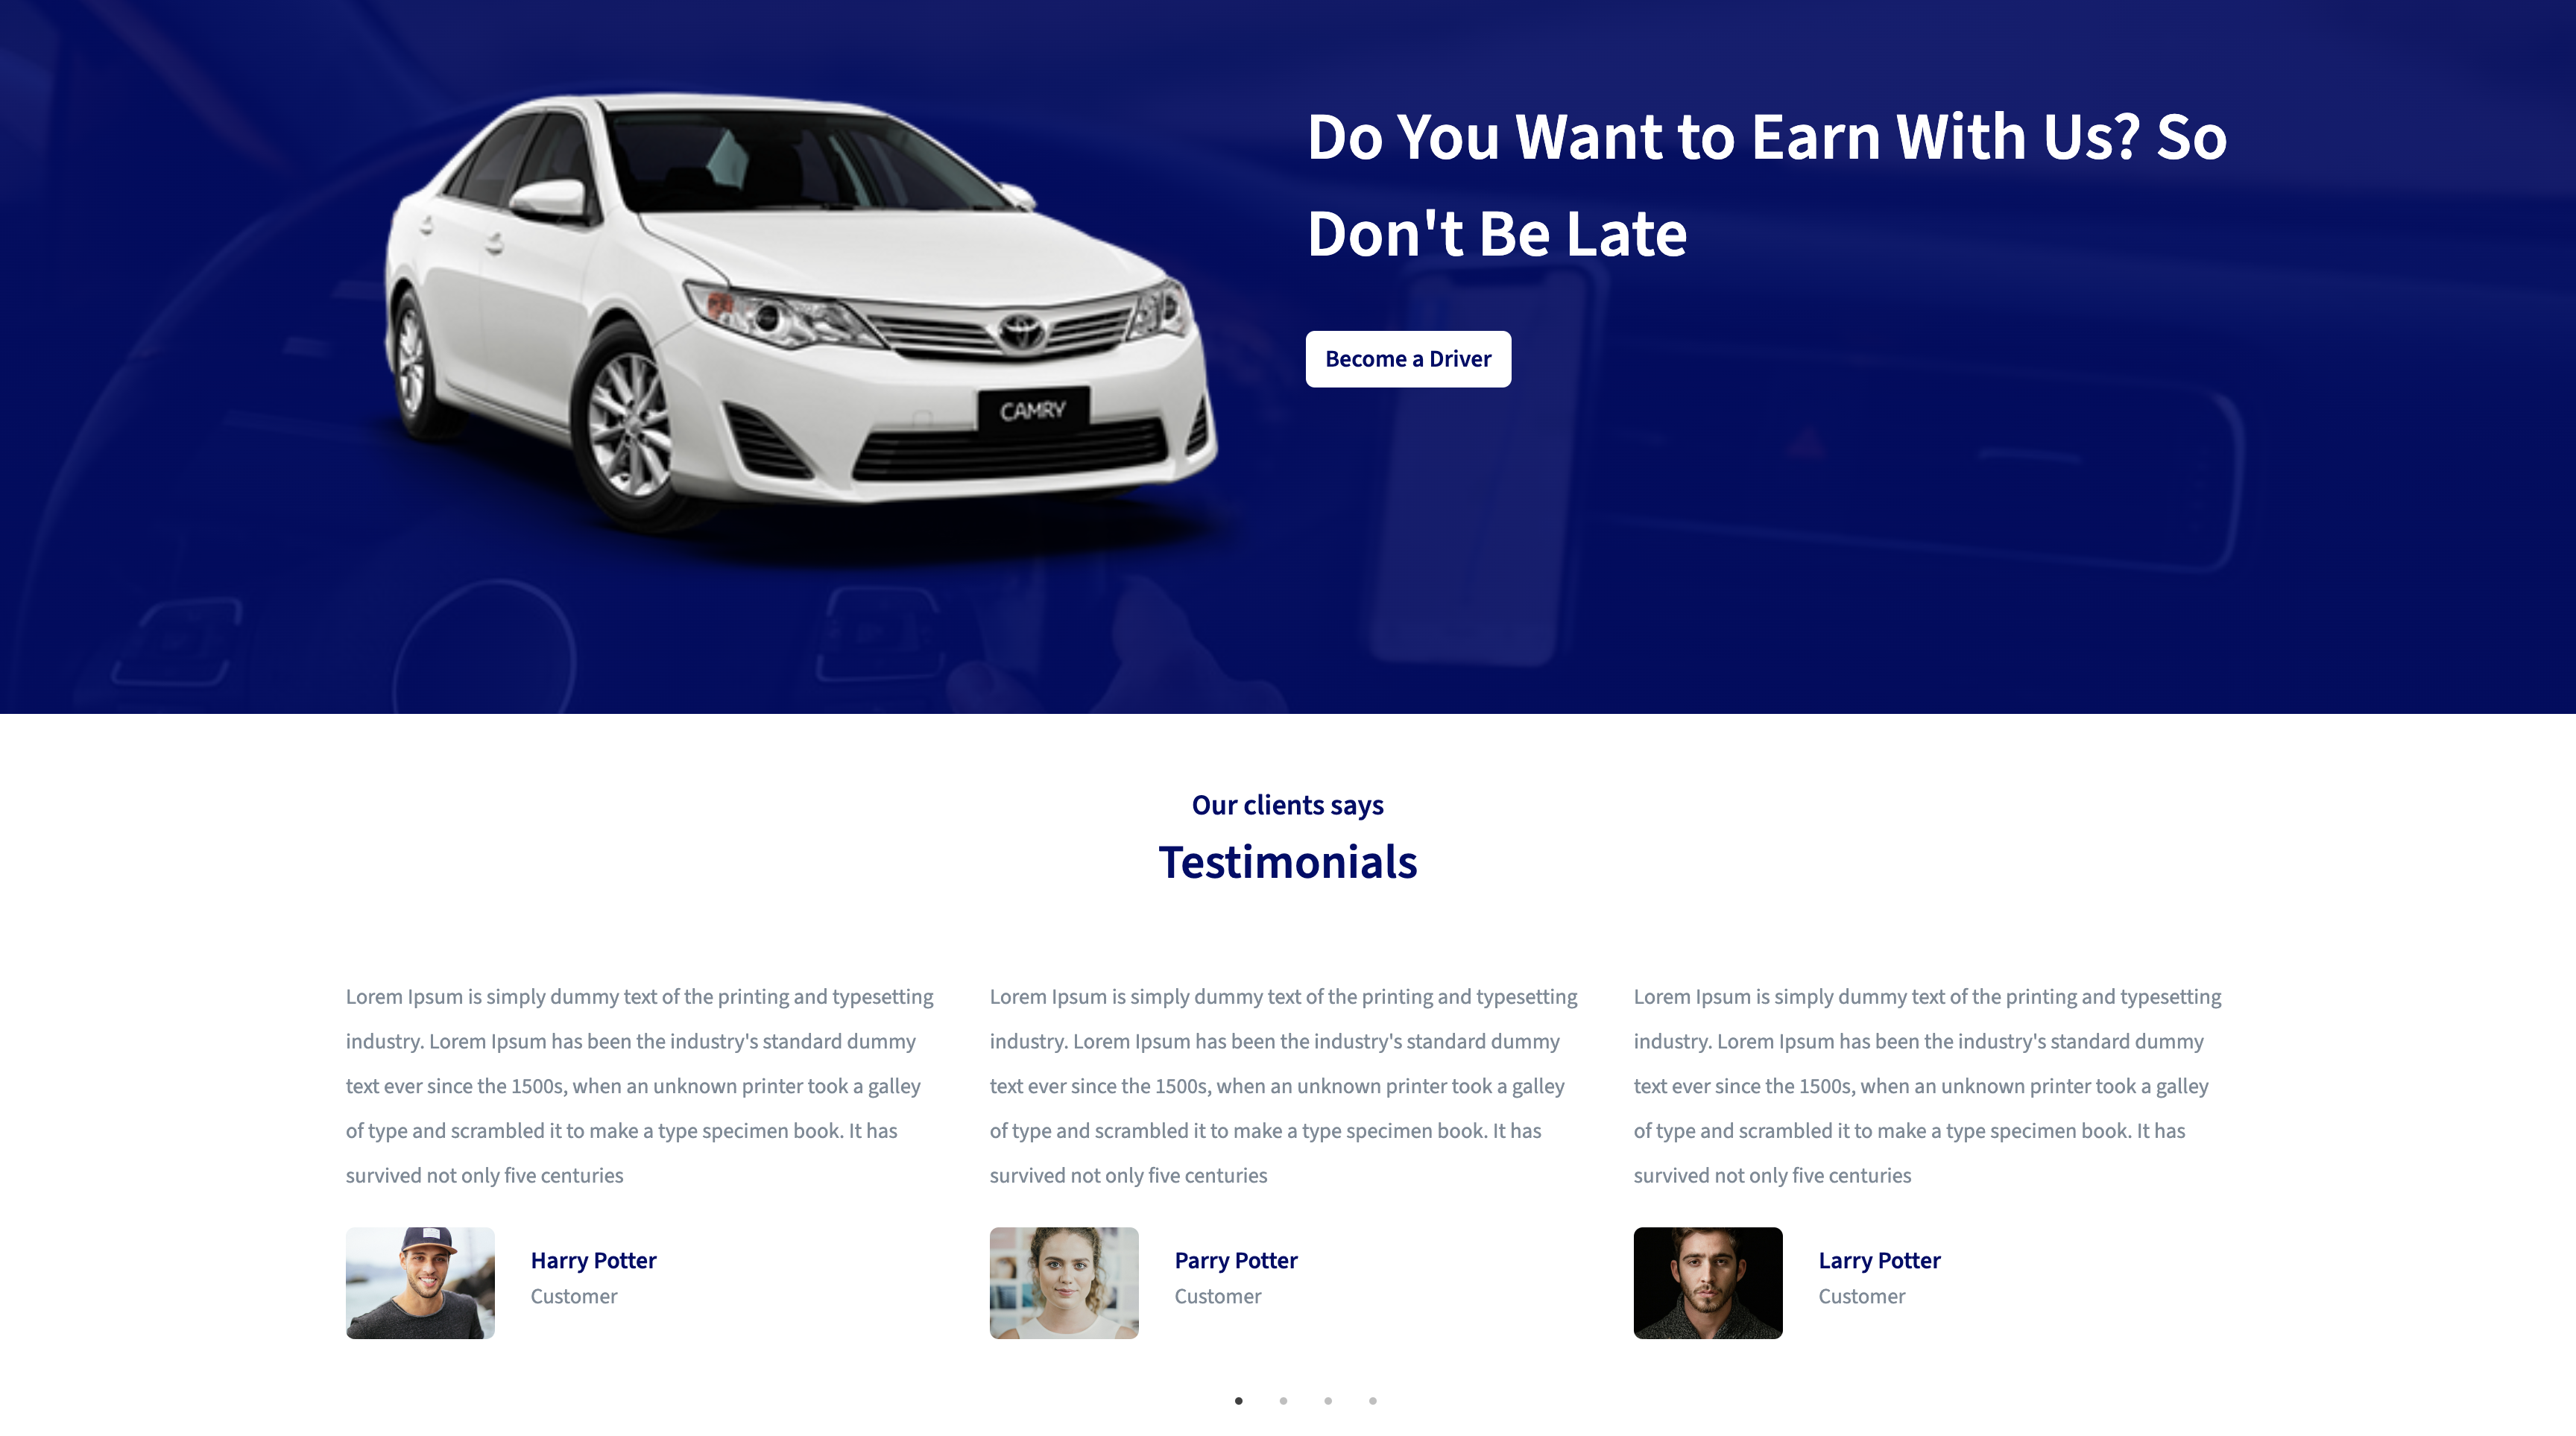 Do You Want to Earn With Us? So
Don't Be Late
Become a Driver
CAMRY
Our clients says
Testimonials
Lorem Ipsum is simply dummy text of the printing and typesetting
industry. Lorem Ipsum has been the industry's standard dummy
text ever since the 1500s, when an unknown printer took a galley
of type and scrambled it to make a type specimen book. It has
survived not only five centuries
Harry Potter
Customer
Lorem Ipsum is simply dummy text of the printing and typesetting
industry. Lorem Ipsum has been the industry's standard dummy
text ever since the 1500s, when an unknown printer took a galley
of type and scrambled it to make a type specimen book. It has
survived not only five centuries
Parry Potter
Customer
Lorem Ipsum is simply dummy text of the printing and typesetting
industry. Lorem Ipsum has been the industry's standard dummy
text ever since the 1500s, when an unknown printer took a galley
of type and scrambled it to make a type specimen book. It has
survived not only five centuries
Larry Potter
Customer